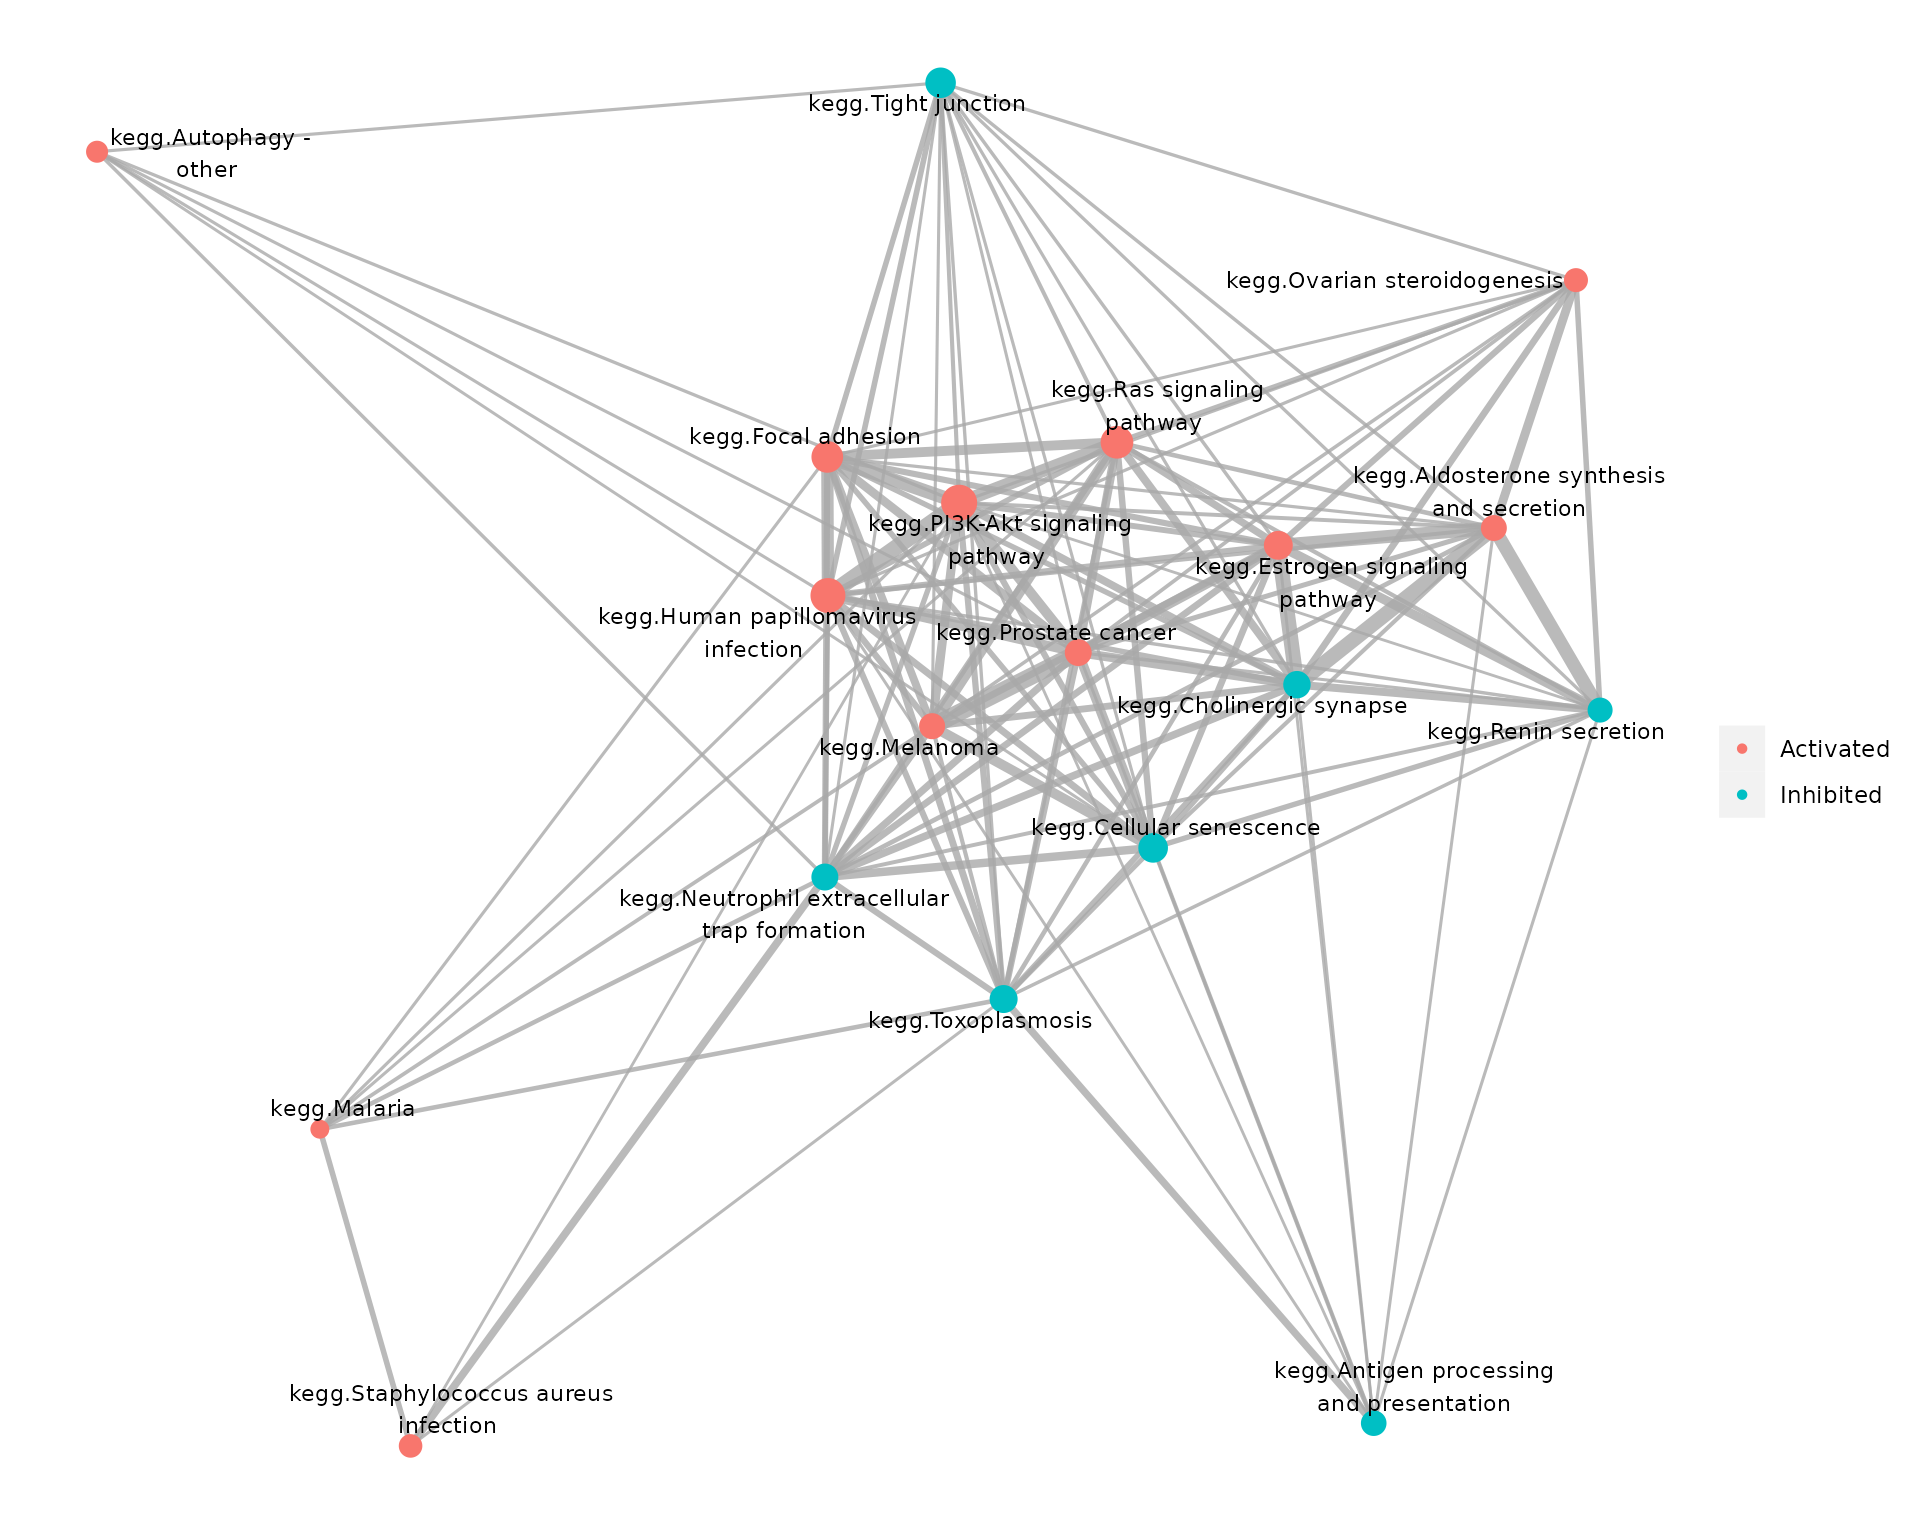 kegg.Tight junction
kegg.Autophagy -
other
kegg.Ovarian steroidogenesis
kegg.Ras signaling
pathway
kegg.Focal adhesion
kegg.Aldosterone synthesis
and secretion
kegg.PI3K-Akt signaling
pathway
kegg.Estrogen signaling
pathway
kegg.Human papillomavirus
infection
kegg.Prostate cancer
kegg.Cholinergic synapse
kegg.Renin secretion
kegg.Melanoma
Activated
Inhibited
kegg.Cellular senescence
kegg.Neutrophil extracellular
trap formation
kegg.Toxoplasmosis
kegg.Malaria
kegg.Antigen processing
and presentation
kegg.Staphylococcus aureus
infection